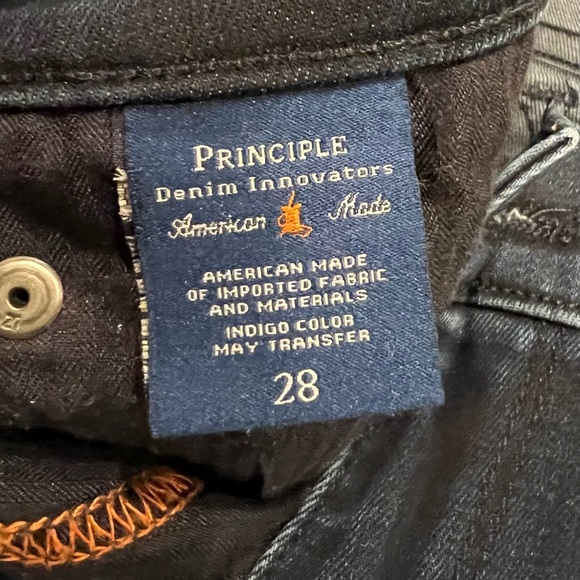 PRINCIPLE
Denim Innovators
American Made
AMERICAN MADE
OF IMPORTED FABRIC
AND MATERIALS
INDIGO COLOR
MAY TRANSFER
28